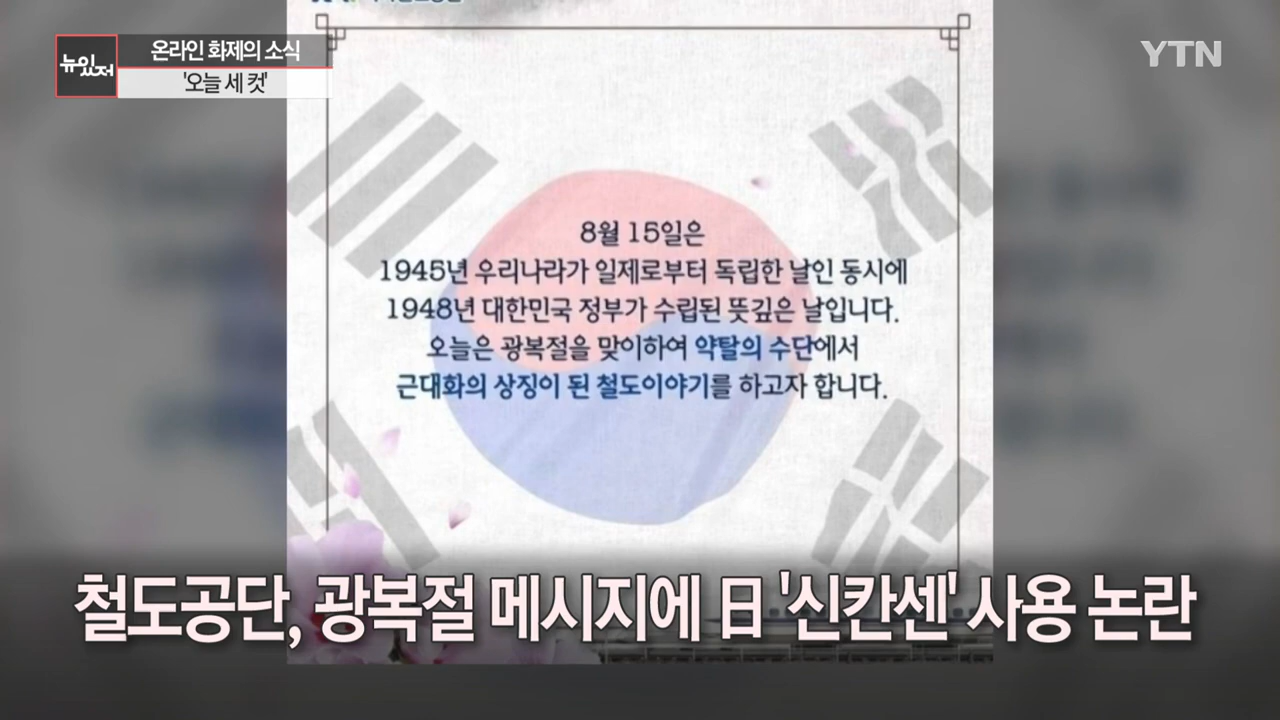 뉴있저
온라인 화제의 소식
'오늘 세 컷'
YTN
8월 15일은
1945년 우리나라가 일제로부터 독립한 날인 동시에
1948년 대한민국 정부가 수립된 뜻깊은 날입니다.
오늘은 광복절을 맞이하여 약탈의 수단에서
근대화의 상징이 된 철도이야기를 하고자 합니다.
철도공단, 광복절 메시지에 日 '신칸센' 사용 논란